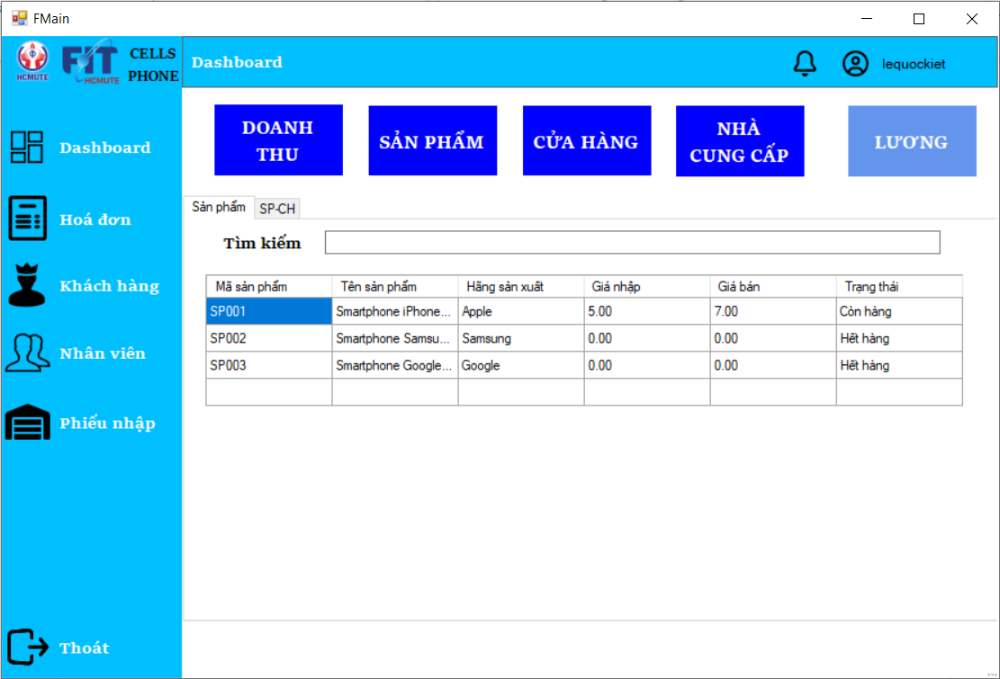 FMain
HCMUTE
FIT
HCMUTE
CELLS
PHONE
Dashboard
lequockiet
Dashboard
Hoá đơn
Khách hàng
Nhân viên
Phiếu nhập
Thoát
DOANH
THU
SẢN PHẨM
CỬA HÀNG
NHÀ
CUNG CẤP
LƯƠNG
Sản phẩm SP-CH
Tìm kiếm
Mã sản phẩm Tên sản phẩm Hãng sản xuất Giá nhập Giá bán Trạng thái
SP001 Smartphone iPhone... Apple 5.00 7.00 Còn hàng
SP002 Smartphone Samsu... Samsung 0.00 0.00 Hết hàng
SP003 Smartphone Google... Google 0.00 0.00 Hết hàng